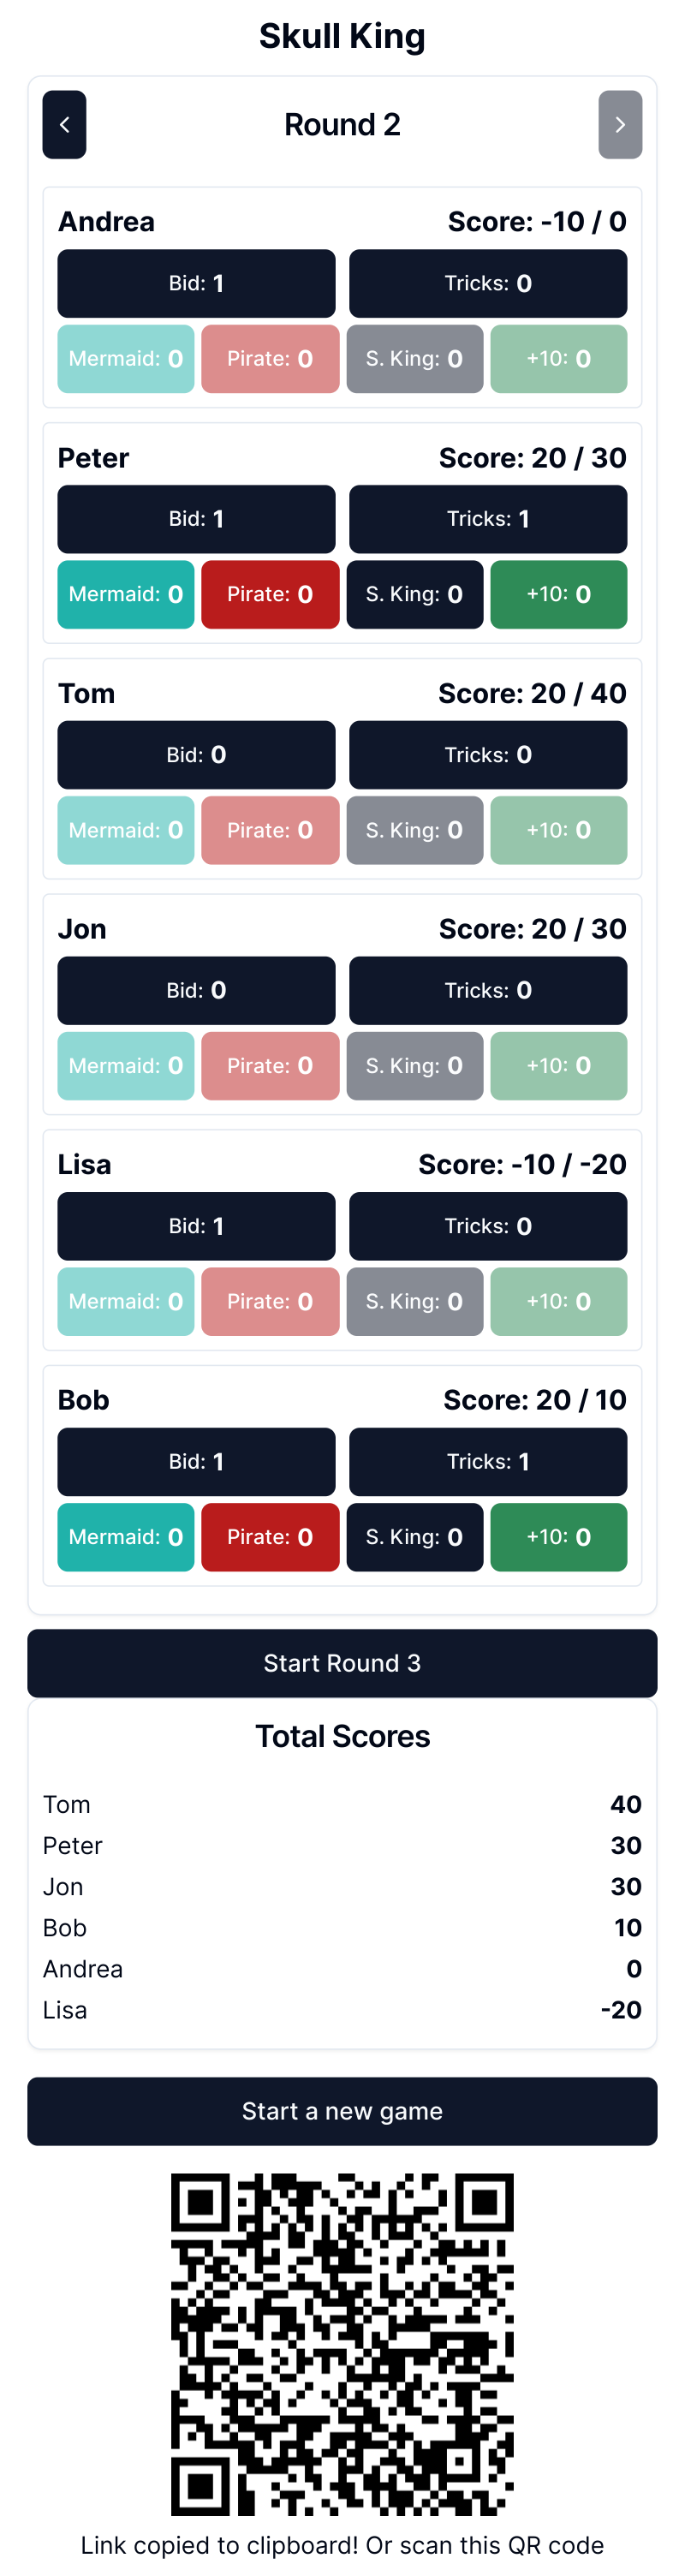 Skull King
Round 2
Andrea Score: -10 / 0
Bid: 1 Tricks: 0
Mermaid: 0 Pirate: 0 S. King: 0 +10: 0
Peter Score: 20 / 30
Bid: 1 Tricks: 1
Mermaid: 0 Pirate: 0 S. King: 0 +10: 0
Tom Score: 20 / 40
Bid: 0 Tricks: 0
Mermaid: 0 Pirate: 0 S. King: 0 +10: 0
Jon Score: 20 / 30
Bid: 0 Tricks: 0
Mermaid: 0 Pirate: 0 S. King: 0 +10: 0
Lisa Score: -10 / -20
Bid: 1 Tricks: 0
Mermaid: 0 Pirate: 0 S. King: 0 +10: 0
Bob Score: 20 / 10
Bid: 1 Tricks: 1
Mermaid: 0 Pirate: 0 S. King: 0 +10: 0
Start Round 3
Total Scores
Tom 40
Peter 30
Jon 30
Bob 10
Andrea 0
Lisa -20
Start a new game
Link copied to clipboard! Or scan this QR code